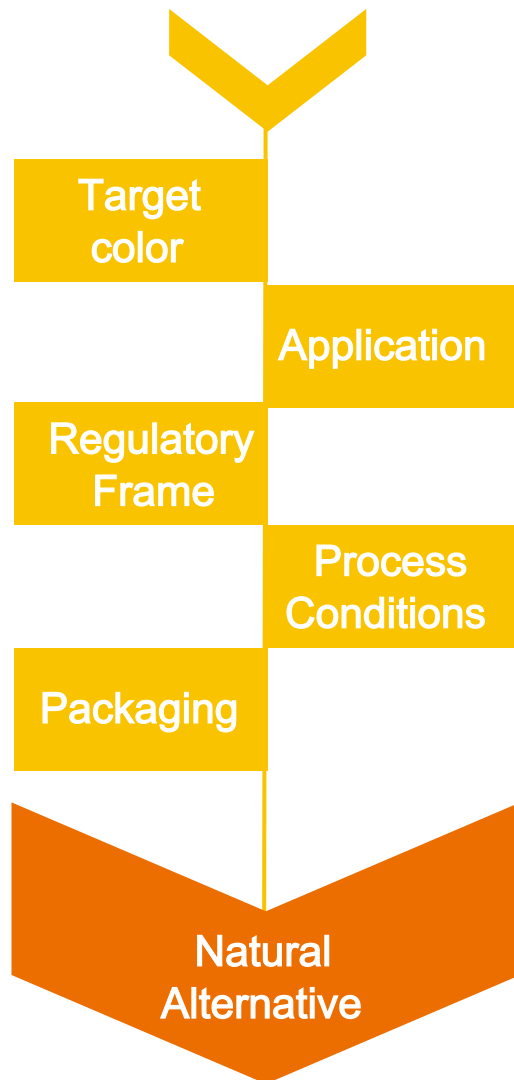 Target
color
Application
Regulatory
Frame
Process
Conditions
Packaging
Natural
Alternative